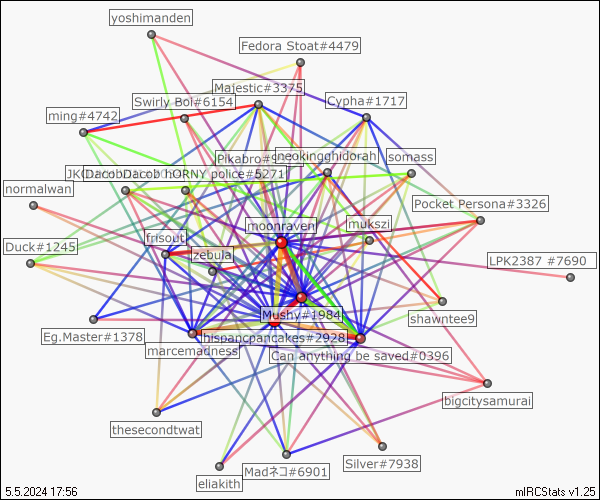 yoshimanden
Fedora Stoat#4479
Majestic#3375
Swirly Boi#6154
Cypha#1717
ming#4742
Pikabro#
gneokingghidorah
somass
JK(DacobDacob hORNY police#5271
normalwan
Pocket Persona#3326
moonraven
mukszi
frisout
Duck#1245
zebula
LPK2387 #7690
Mushy#1984
shawntee9
Eg.Master#1378
hispancpancakes#2928
marcemadness
Can anything be saved#0396
bigcitysamurai
thesecondtwat
Silver#7938
Madネコ#6901
eliakith
5.5.2024 17:56
mIRCStats v1.25